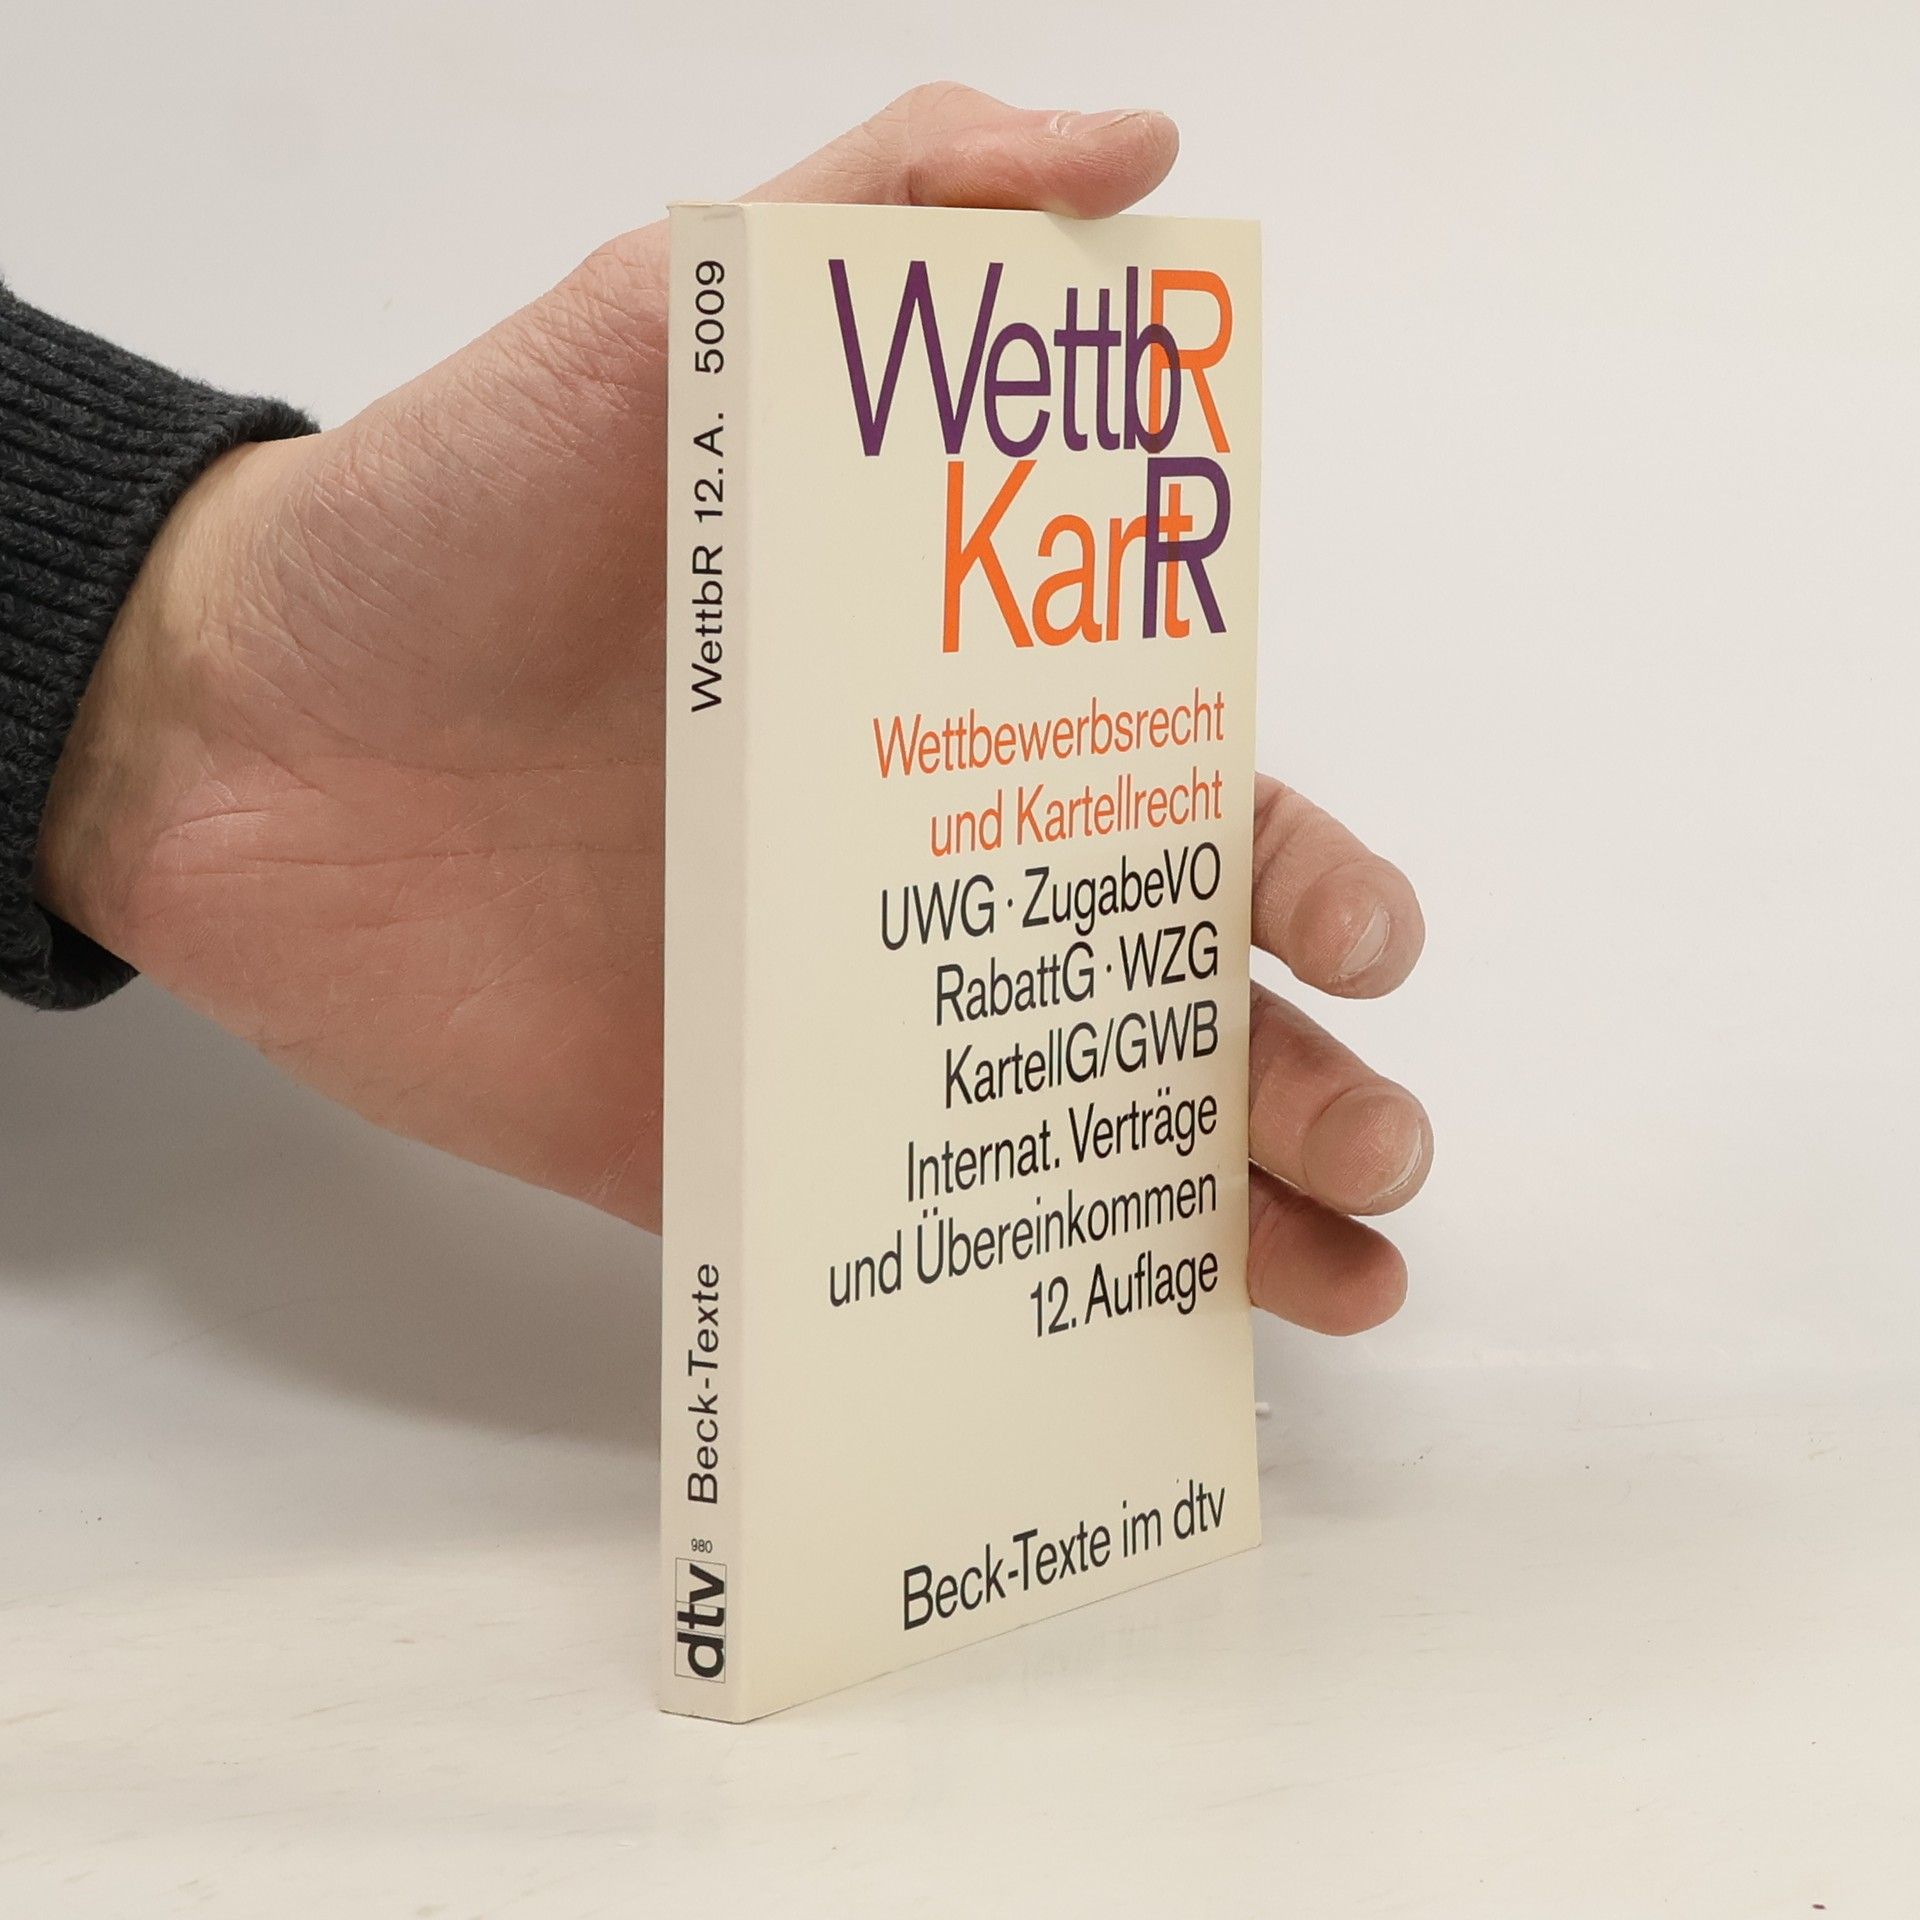 WettbR 12. A. 5009
Beck-Texte
980
dtv
WettbR
KartR
Wettbewerbsrecht
und Kartellrecht
UWG · ZugabeVO
RabattG · WZG
KartellG/GWB
Internat. Verträge
und Übereinkommen
12. Auflage
Beck-Texte im dtv